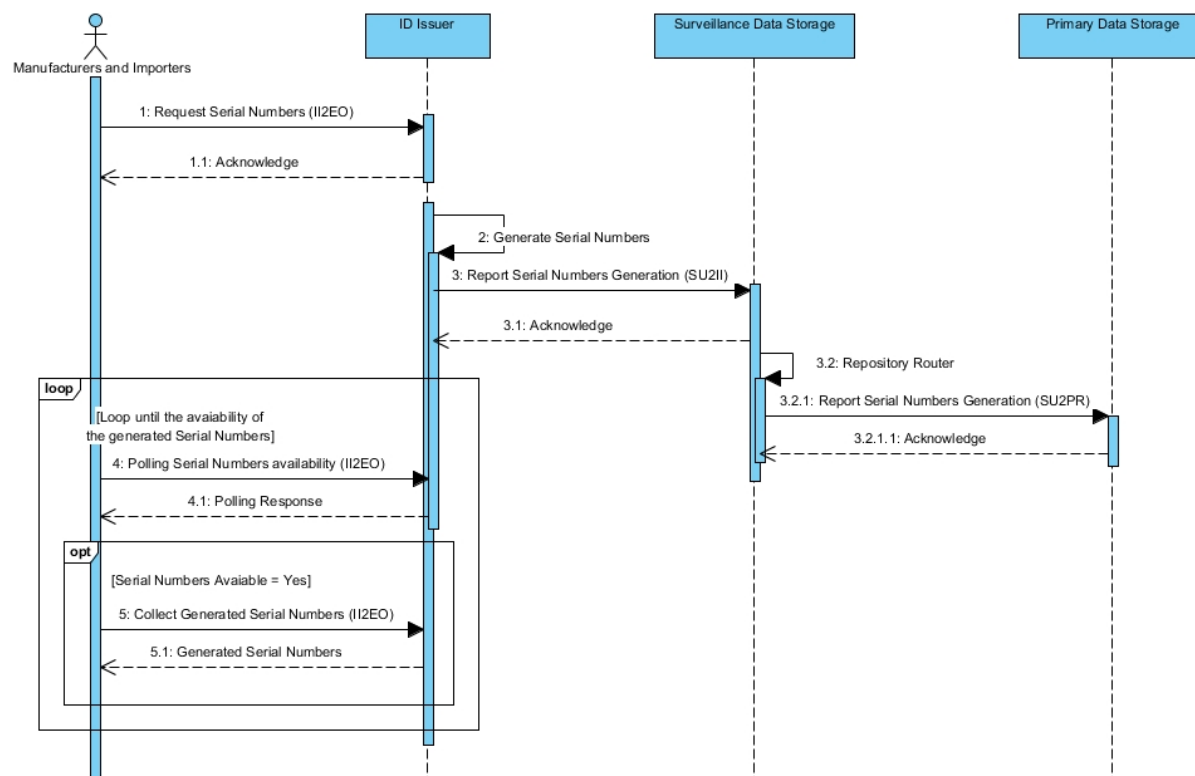 ID Issuer
Surveillance Data Storage
Primary Data Storage
Manufacturers and Importers
1: Request Serial Numbers (II2EO)
1.1: Acknowledge
2: Generate Serial Numbers
3: Report Serial Numbers Generation (SU2II)
3.1: Acknowledge
3.2: Repository Router
loop
3.2.1: Report Serial Numbers Generation (SU2PR)
[Loop until the avaiability of
the generated Serial Numbers]
3.2.1.1: Acknowledge
4: Polling Serial Numbers availability (II2EO)
4.1: Polling Response
opt
[Serial Numbers Avaiable = Yes]
5: Collect Generated Serial Numbers (II2EO)
5.1: Generated Serial Numbers